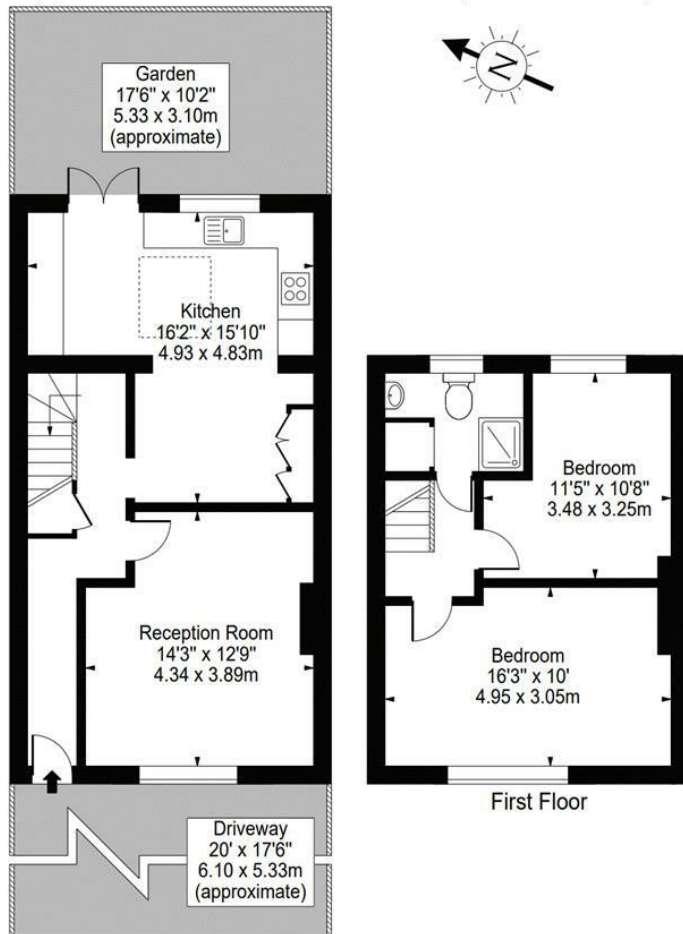 Garden
17'6" x 10'2"
5.33 x 3.10m
(approximate)
N
Kitchen
16'2" x 15'10"
4.93 x 4.83m
Reception Room
14'3" x 12'9"
4.34 x 3.89m
Driveway
20' x 17'6"
6.10 x 5.33m
(approximate)
Bedroom
11'5" x 10'8"
3.48 x 3.25m
Bedroom
16'3" x 10'
4.95 x 3.05m
First Floor